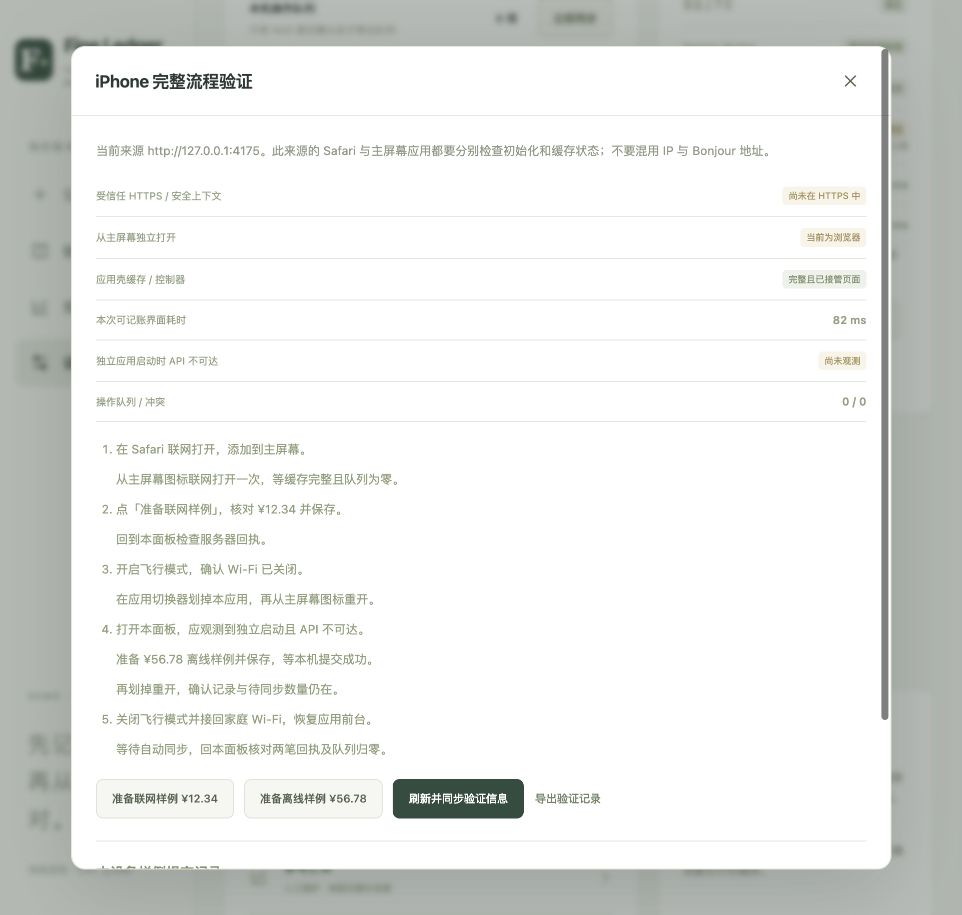 iPhone 完整流程验证
当前来源 http://127.0.0.1:4175。此来源的 Safari 与主屏幕应用都要分别检查初始化和缓存状态；不要混用 IP 与 Bonjour 地址。
受信任 HTTPS / 安全上下文
尚未在 HTTPS 中
从主屏幕独立打开
当前为浏览器
应用壳缓存 / 控制器
完整且已接管页面
本次可记账界面耗时
82 ms
独立应用启动时 API 不可达
尚未观测
操作队列 / 冲突
0 / 0
1. 在 Safari 联网打开，添加到主屏幕。
从主屏幕图标联网打开一次，等缓存完整且队列为零。
2. 点「准备联网样例」，核对 ¥12.34 并保存。
回到本面板检查服务器回执。
3. 开启飞行模式，确认 Wi-Fi 已关闭。
在应用切换器划掉本应用，再从主屏幕图标重开。
4. 打开本面板，应观测到独立启动且 API 不可达。
准备 ¥56.78 离线样例并保存，等本机提交成功。
再划掉重开，确认记录与待同步数量仍在。
5. 关闭飞行模式并接回家庭 Wi-Fi，恢复应用前台。
等待自动同步，回本面板核对两笔回执及队列归零。
准备联网样例 ¥12.34
准备离线样例 ¥56.78
刷新并同步验证信息
导出验证记录